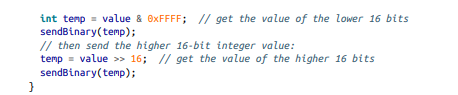 int temp = value & 0xFFFF;  // get the value of the lower 16 bits
sendBinary(temp);
// then send the higher 16-bit integer value:
temp = value >> 16;  // get the value of the higher 16 bits
sendBinary(temp);
}